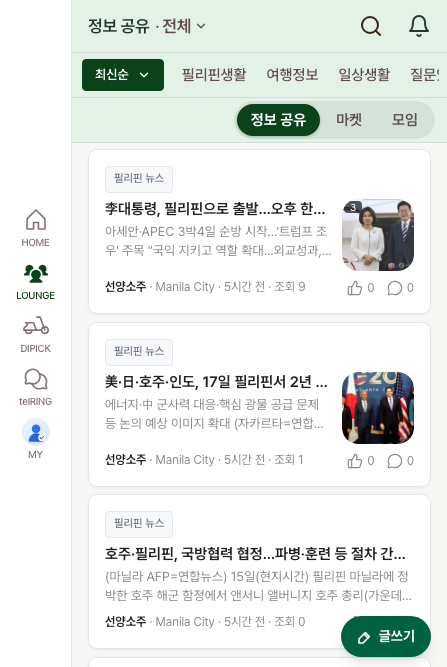 정보 공유 · 전체
최신순 필리핀생활 여행정보 일상생활 질문
정보 공유 마켓 모임
HOME
LOUNGE
DIPICK
telRING
MY
필리핀 뉴스
李대통령, 필리핀으로 출발…오후 한…
아세안·APEC 3박4일 순방 시작…'트럼프 조
우' 주목 "국익 지키고 역할 확대…외교성과,…
3
선양소주 · Manila City · 5시간 전 · 조회 9
0 0
필리핀 뉴스
美·日·호주·인도, 17일 필리핀서 2년 …
에너지·中 군사력 대응·핵심 광물 공급 문제
등 논의 예상 이미지 확대 (자카르타=연합…
선양소주 · Manila City · 5시간 전 · 조회 1
0 0
필리핀 뉴스
호주·필리핀, 국방협력 협정…파병·훈련 등 절차 간…
(마닐라 AFP=연합뉴스) 15일(현지시간) 필리핀 마닐라에 정
박한 호주 해군 함정에서 앤서니 앨버니지 호주 총리(가운데…
선양소주 · Manila City · 5시간 전 · 조회 0
글쓰기